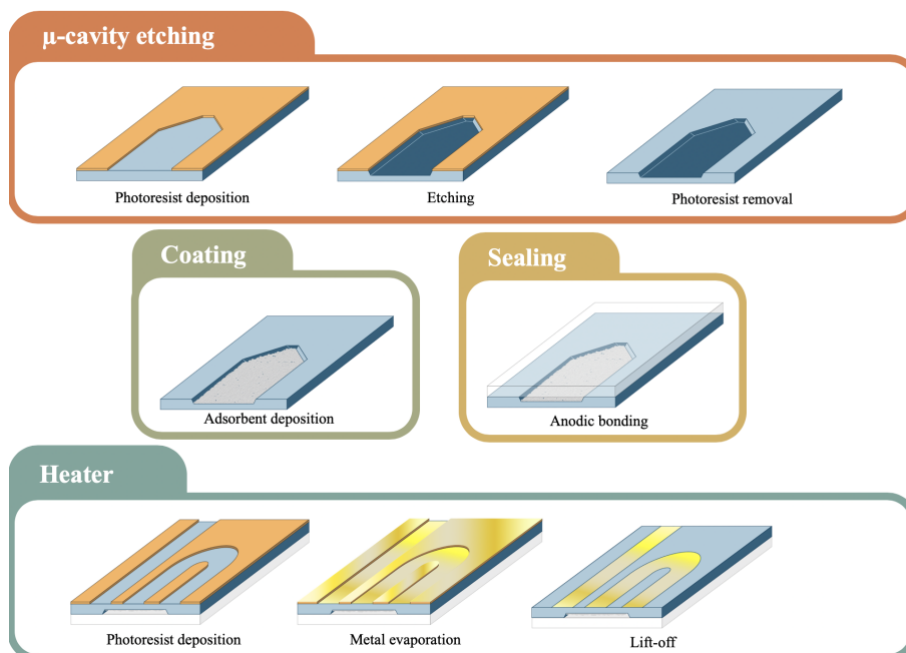 μ-cavity etching
Photoresist deposition
Etching
Photoresist removal
Coating
Adsorbent deposition
Sealing
Anodic bonding
Heater
Photoresist deposition
Metal evaporation
Lift-off